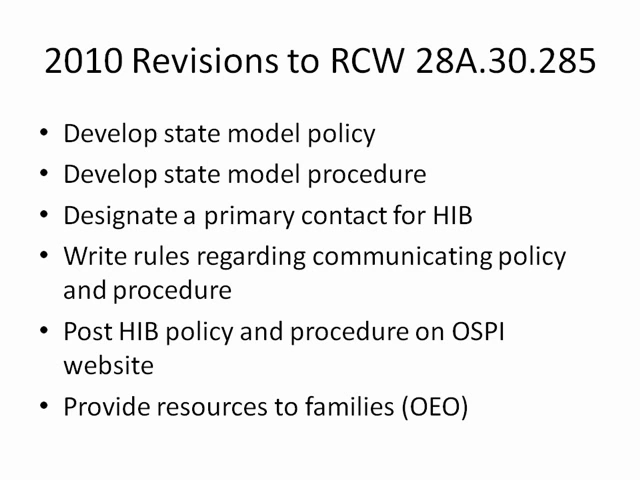 2010 Revisions to RCW 28A.30.285
• Develop state model policy
• Develop state model procedure
• Designate a primary contact for HIB
• Write rules regarding communicating policy
and procedure
• Post HIB policy and procedure on OSPI
website
• Provide resources to families (OEO)